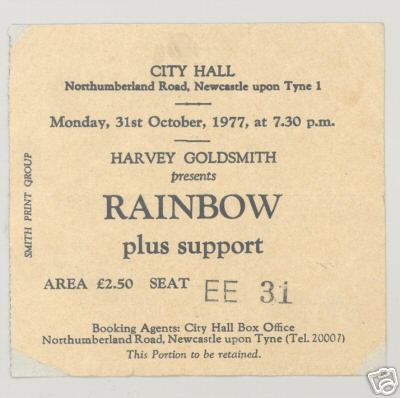 CITY HALL
Northumberland Road, Newcastle upon Tyne 1
Monday, 31st October, 1977, at 7.30 p.m.
HARVEY GOLDSMITH
presents
RAINBOW
plus support
AREA £2.50 SEAT EE 31
Booking Agents: City Hall Box Office
Northumberland Road, Newcastle upon Tyne (Tel. 20007)
This Portion to be retained.
SMITH PRINT GROUP